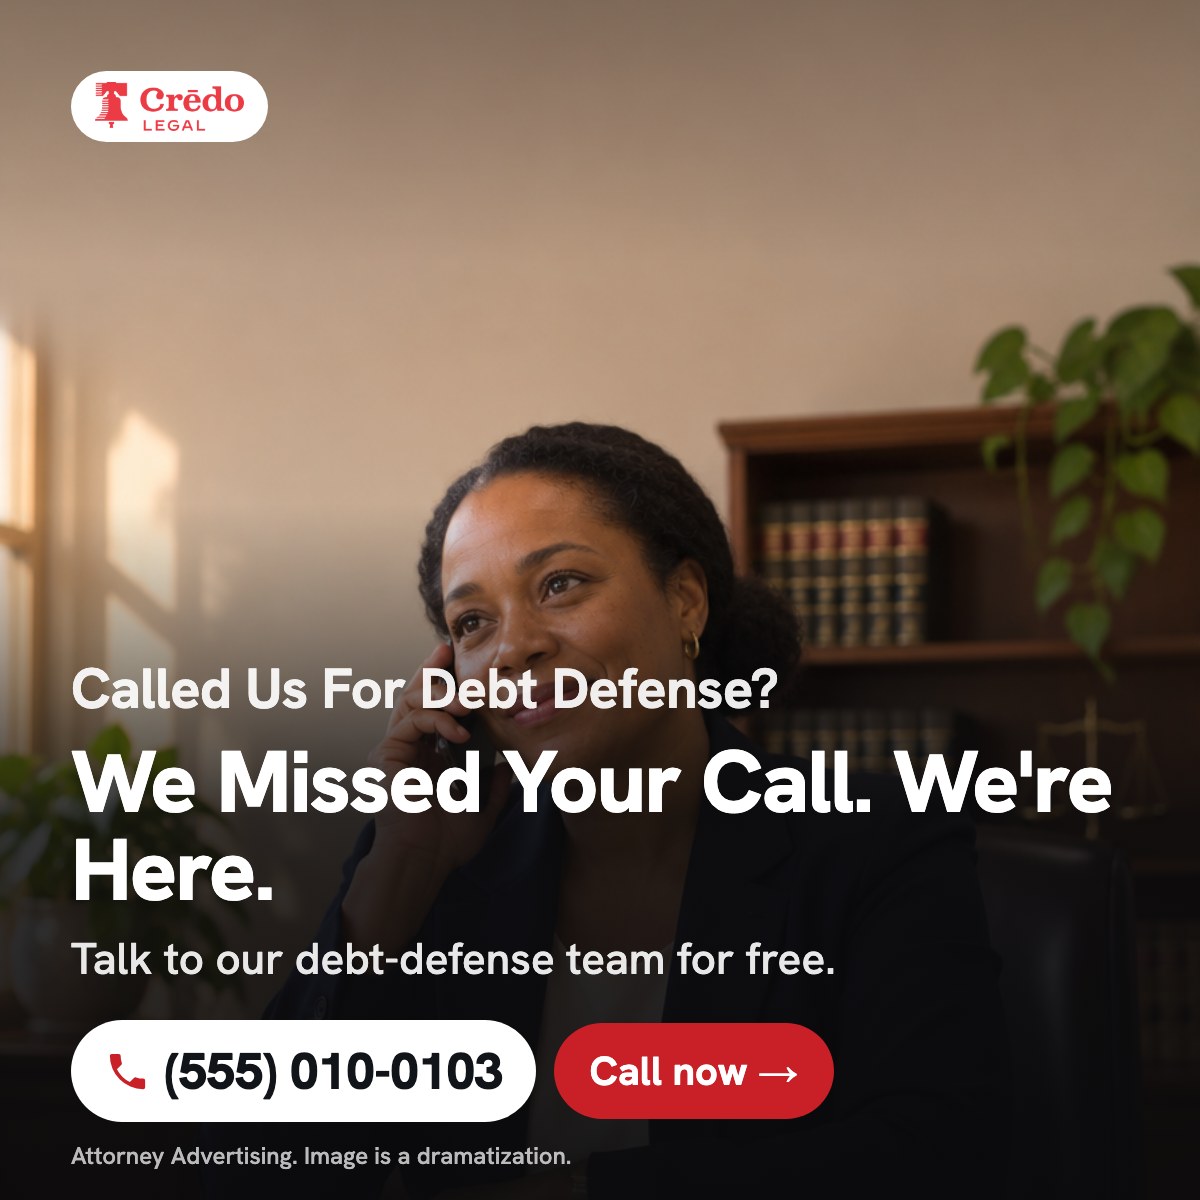 Crēdo
LEGAL
Called Us For Debt Defense?
We Missed Your Call. We're
Here.
Talk to our debt-defense team for free.
(555) 010-0103
Call now →
Attorney Advertising. Image is a dramatization.